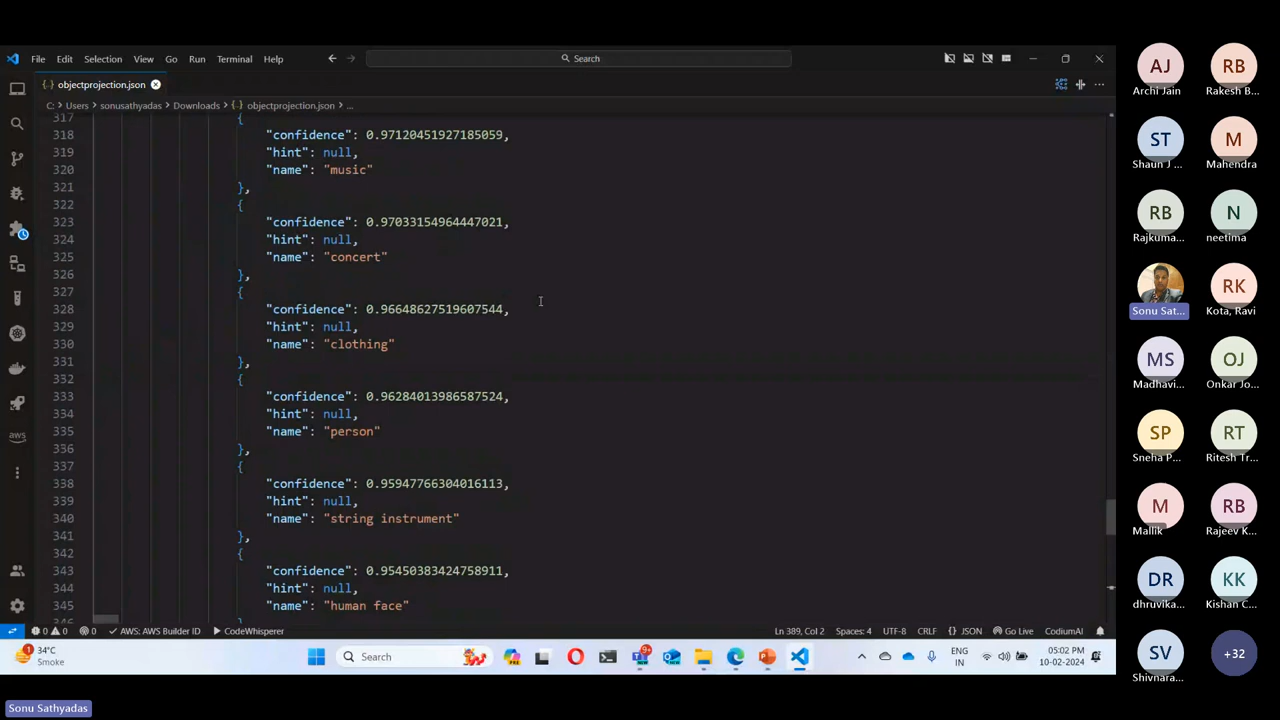 File Edit Selection View Go Run Terminal Help
Search
objectprojection.json
C: > Users > sonusathyadas > Downloads > {} objectprojection.json > ...
317 {
318 "confidence": 0.97120451927185059,
319 "hint": null,
320 "name": "music"
321 },
322 {
323 "confidence": 0.97033154964447021,
324 "hint": null,
325 "name": "concert"
326 },
327 {
328 "confidence": 0.96648627519607544,
329 "hint": null,
330 "name": "clothing"
331 },
332 {
333 "confidence": 0.96284013986587524,
334 "hint": null,
335 "name": "person"
336 },
337 {
338 "confidence": 0.95947766304016113,
339 "hint": null,
340 "name": "string instrument"
341 },
342 {
343 "confidence": 0.95450383424758911,
344 "hint": null,
345 "name": "human face"
aws
0 0 0 AWS: AWS Builder ID CodeWhisperer
Ln 389, Col 2 Spaces: 4 UTF-8 CRLF {} JSON Go Live CodiumAI
1
34°C
Smoke
Search
9+
ENG
IN
05:02 PM
10-02-2024
Sonu Sathyadas
AJ RB
Archi Jain Rakesh B...
ST M
Shaun J ... Mahendra
RB N
Rajkuma... neetima
RK
Sonu Sat... Kota, Ravi
MS OJ
Madhavi... Onkar Jo...
SP RT
Sneha P... Ritesh Tr...
M RB
Mallik Rajeev K...
DR KK
dhruvika... Kishan C...
SV +32
Shivnara...